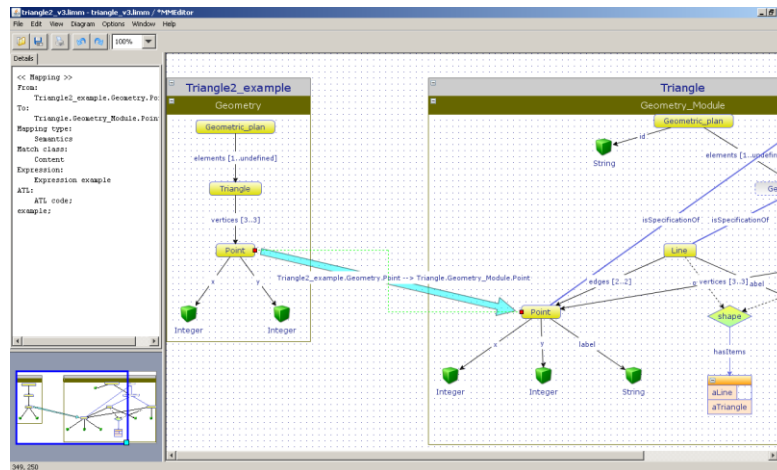 triangle2_v3.limm - triangle_v3.limm / *MMEditor
File Edit View Diagram Options Window Help
100%
Details
<< Mapping >>
From:
Triangle2_example.Geometry.Po
To:
Triangle.Geometry_Module.Poin
Mapping type:
Semantics
Match class:
Content
Expression:
Expression example
ATL:
ATL code;
example;
Triangle2_example
Geometry
Geometric_plan
elements [1..undefined]
Triangle
vertices [3..3]
Point
x
y
Integer
Integer
Triangle2_example.Geometry.Point --> Triangle.Geometry_Module.Point
Triangle
Geometry_Module
Geometric_plan
id
String
elements [1..undefin
Ge
isSpecificationOf
isSpecificationOf
Line
edges [2..2]
vertices [3..3]
abel
Point
shape
x
y
label
hasItems
Integer
Integer
String
aLine
aTriangle
349, 250